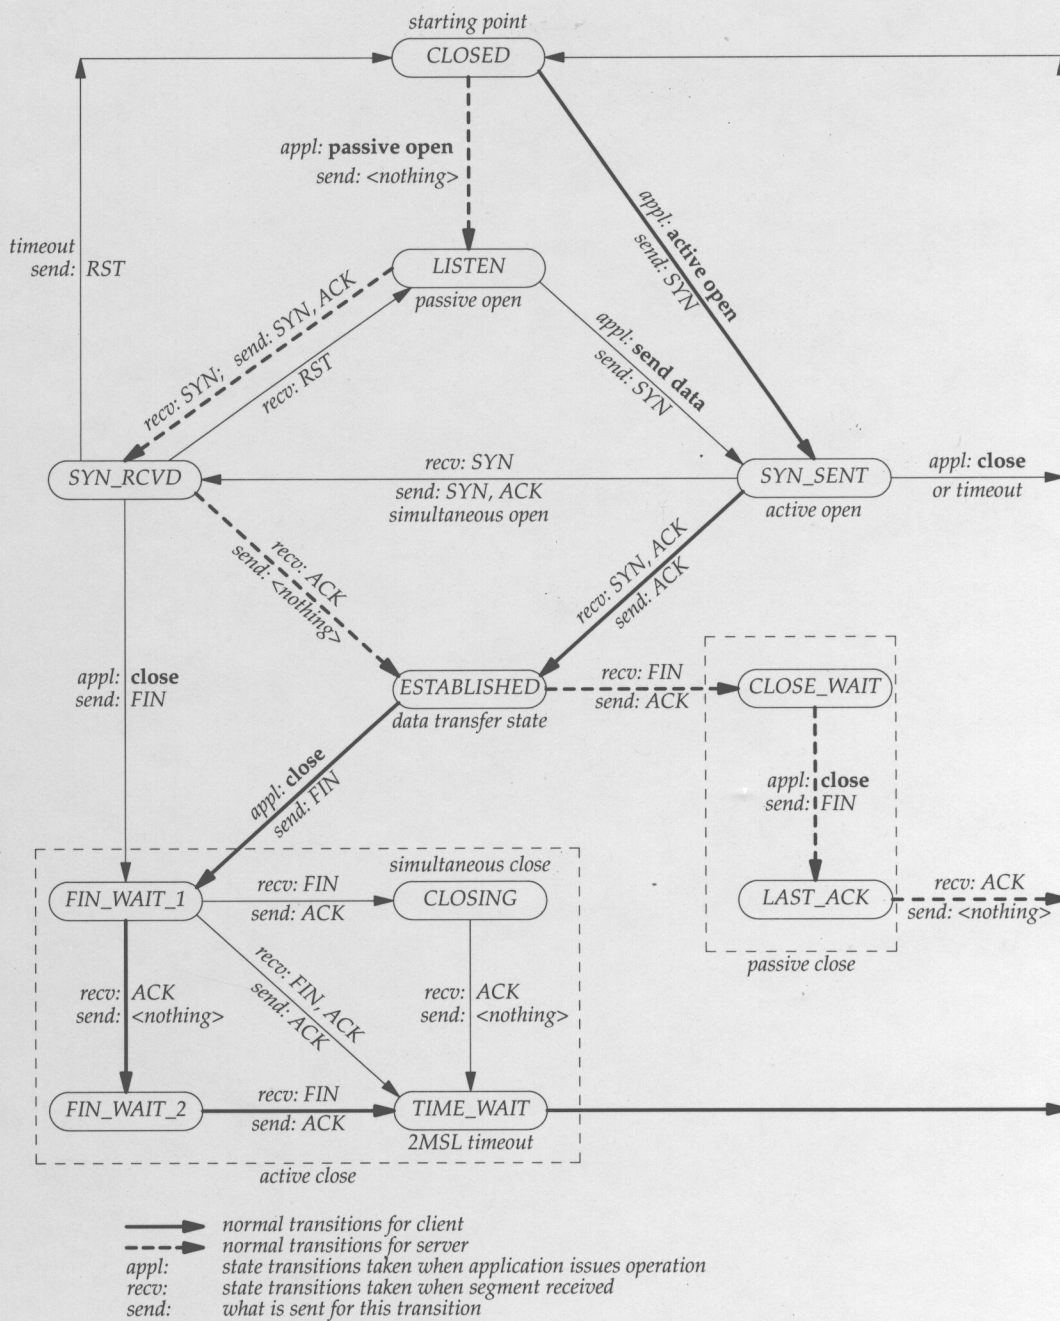 starting point
CLOSED
appl: passive open
send: <nothing>
appl: active open
send: SYN
timeout
send: RST
LISTEN
passive open
recv: SYN; send: SYN, ACK
recv: RST
appl: send data
send: SYN
SYN_RCVD
recv: SYN
send: SYN, ACK
simultaneous open
SYN_SENT
active open
appl: close
or timeout
recv: ACK
send: <nothing>
recv: SYN, ACK
send: ACK
appl: close
send: FIN
ESTABLISHED
data transfer state
recv: FIN
send: ACK
CLOSE_WAIT
appl: close
send: FIN
appl: close
send: FIN
simultaneous close
FIN_WAIT_1
recv: FIN
send: ACK
CLOSING
LAST_ACK
recv: ACK
send: <nothing>
passive close
recv: ACK
send: <nothing>
recv: FIN, ACK
send: ACK
recv: ACK
send: <nothing>
FIN_WAIT_2
recv: FIN
send: ACK
TIME_WAIT
2MSL timeout
active close
normal transitions for client
normal transitions for server
appl: state transitions taken when application issues operation
recv: state transitions taken when segment received
send: what is sent for this transition